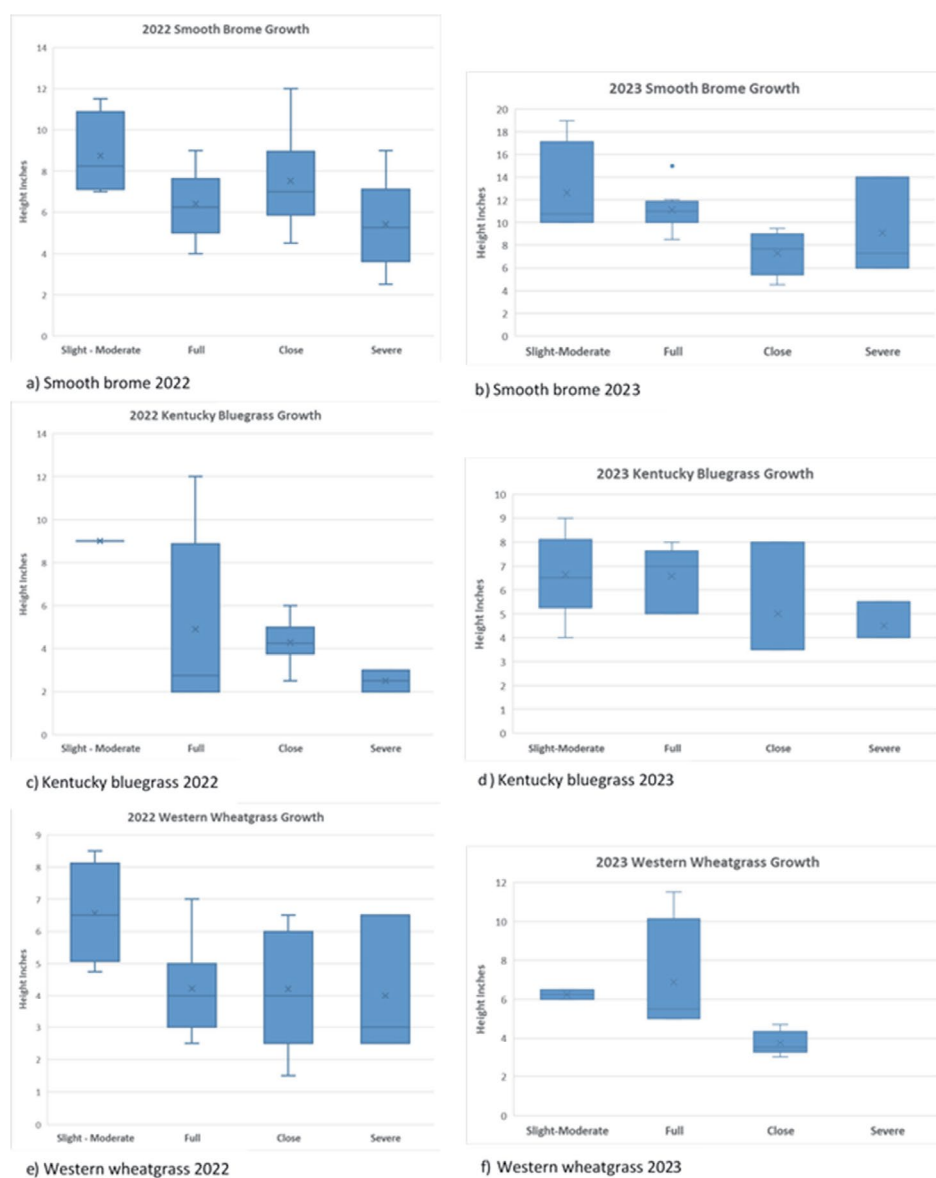 2022 Smooth Brome Growth
14
12
10
8
6
4
2
0
Height Inches
Slight - Moderate Full Close Severe
a) Smooth brome 2022
2023 Smooth Brome Growth
20
18
16
14
12
10
8
6
4
2
0
Height Inches
Slight-Moderate Full Close Severe
b) Smooth brome 2023
2022 Kentucky Bluegrass Growth
14
12
10
8
6
4
2
0
Height Inches
Slight - Moderate Full Close Severe
c) Kentucky bluegrass 2022
2023 Kentucky Bluegrass Growth
10
9
8
7
6
5
4
3
2
1
0
Height Inches
Slight-Moderate Full Close Severe
d) Kentucky bluegrass 2023
2022 Western Wheatgrass Growth
9
8
7
6
5
4
3
2
1
0
Height Inches
Slight - Moderate Full Close Severe
e) Western wheatgrass 2022
2023 Western Wheatgrass Growth
12
10
8
6
4
2
0
Height Inches
Slight-Moderate Full Close Severe
f) Western wheatgrass 2023